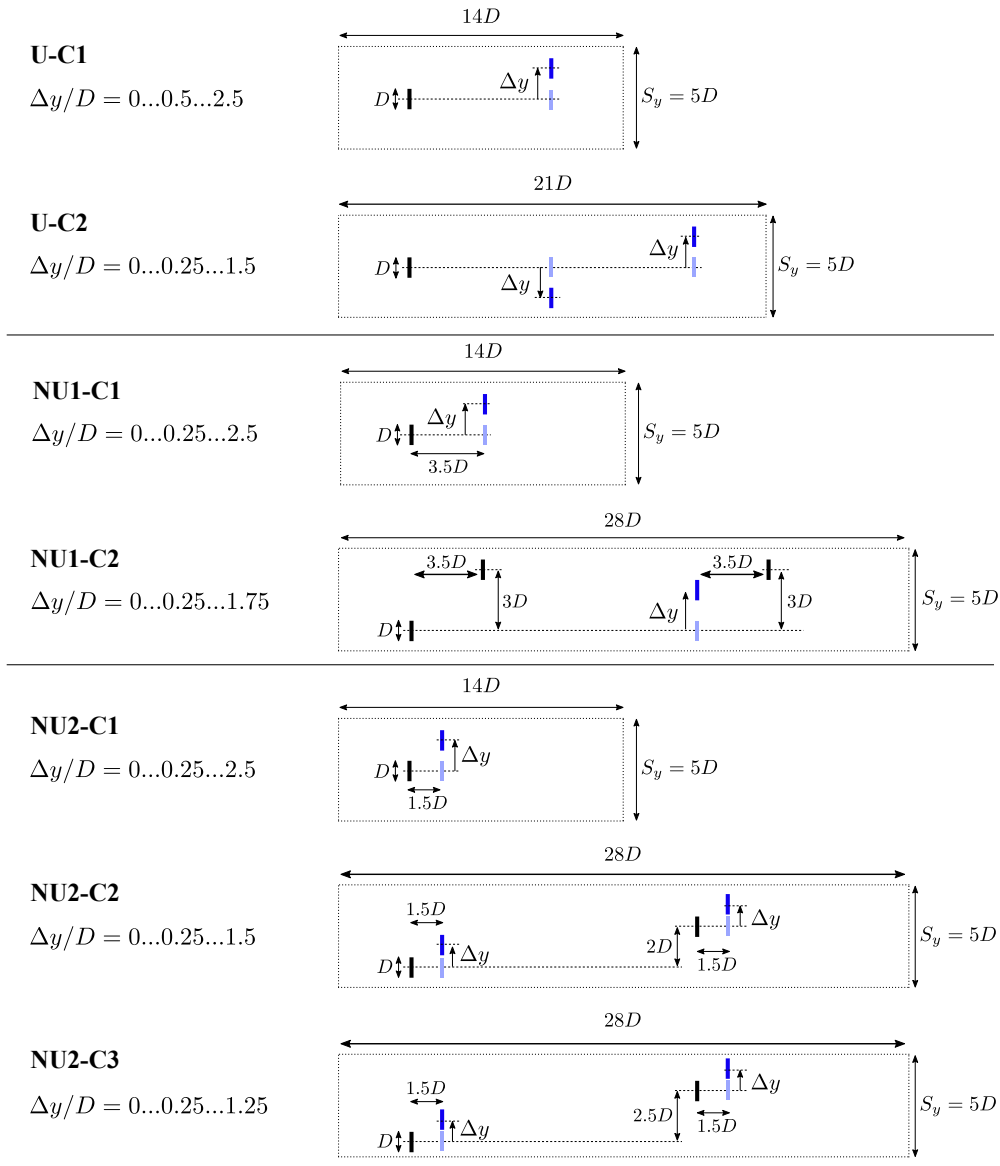 14D
U-C1
Δy/D = 0...0.5...2.5
D
Δy
S_y = 5D
21D
U-C2
Δy/D = 0...0.25...1.5
D
Δy
Δy
S_y = 5D
14D
NU1-C1
Δy/D = 0...0.25...2.5
D
Δy
3.5D
S_y = 5D
28D
NU1-C2
Δy/D = 0...0.25...1.75
3.5D
3D
D
Δy
3.5D
3D
S_y = 5D
14D
NU2-C1
Δy/D = 0...0.25...2.5
D
Δy
1.5D
S_y = 5D
28D
NU2-C2
Δy/D = 0...0.25...1.5
1.5D
D
Δy
2D
1.5D
Δy
S_y = 5D
28D
NU2-C3
Δy/D = 0...0.25...1.25
1.5D
D
Δy
2.5D
1.5D
Δy
S_y = 5D